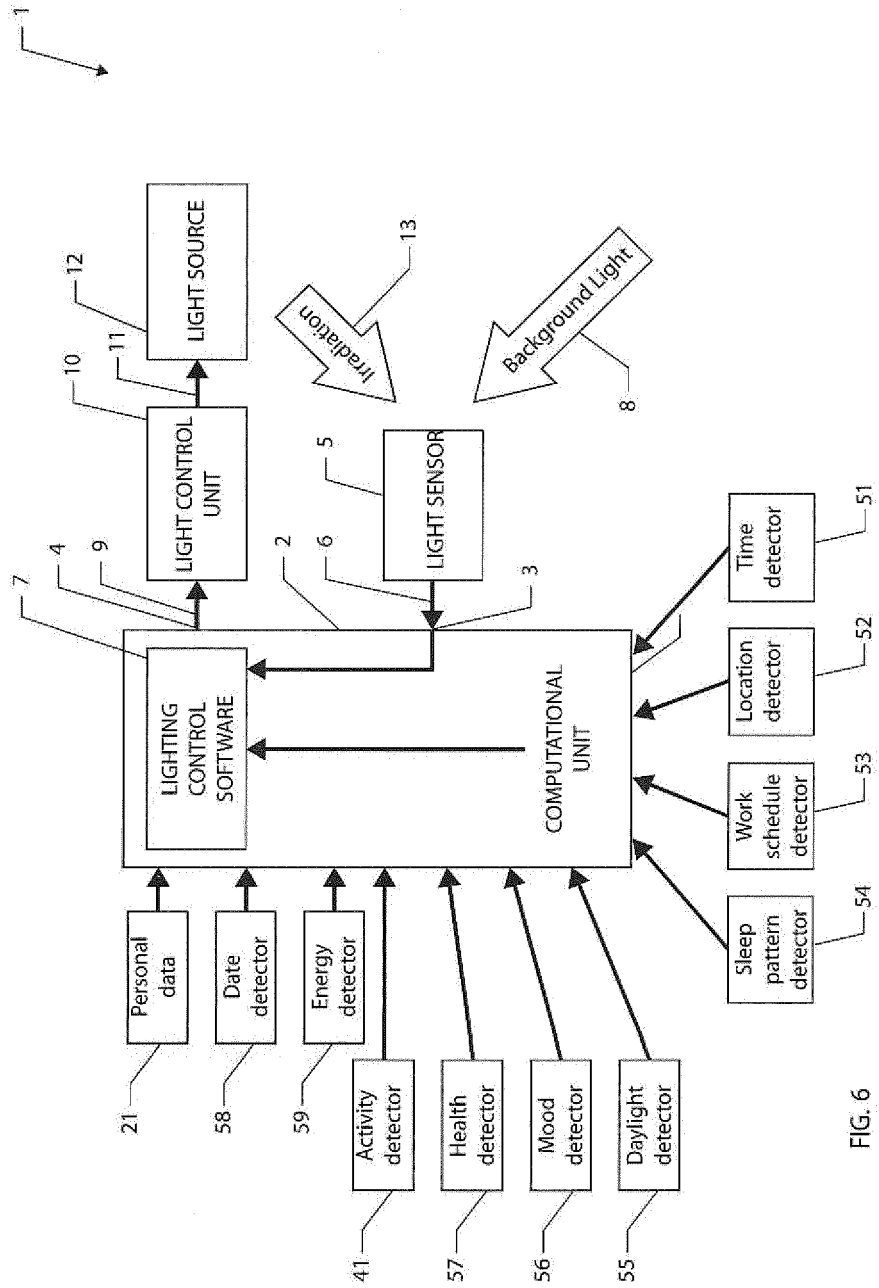 1
12
LIGHT SOURCE
11
10
LIGHT CONTROL
UNIT
Irradiation
13
Background Light
8
5
LIGHT SENSOR
6
3
2
9
4
7
LIGHTING
CONTROL
SOFTWARE
COMPUTATIONAL
UNIT
Time
detector
51
Location
detector
52
Work
schedule
detector
53
Sleep
pattern
detector
54
Personal
data
21
Date
detector
58
Energy
detector
59
Activity
detector
41
Health
detector
57
Mood
detector
56
Daylight
detector
55
FIG. 6